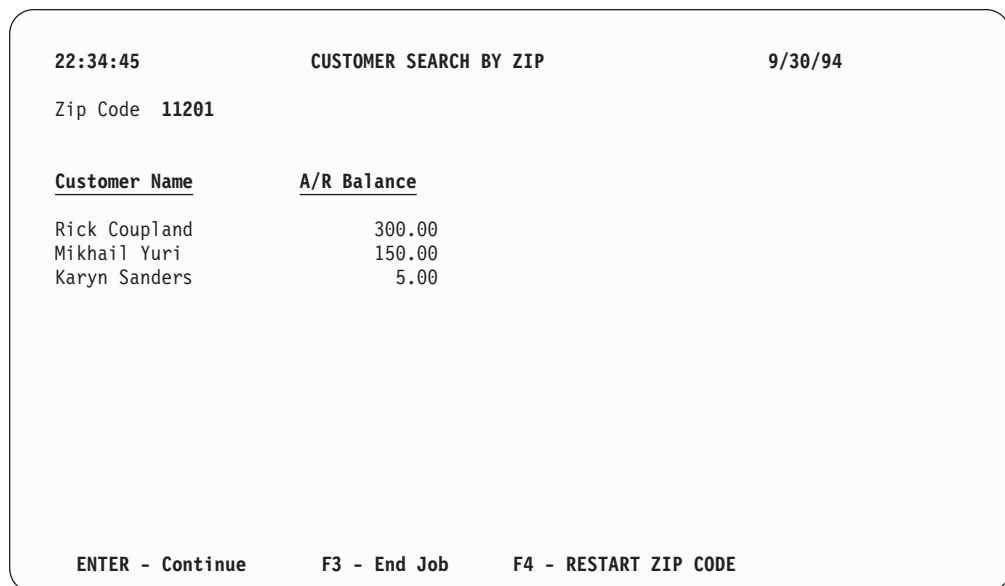 22:34:45 CUSTOMER SEARCH BY ZIP 9/30/94
Zip Code 11201
Customer Name A/R Balance
Rick Coupland 300.00
Mikhail Yuri 150.00
Karyn Sanders 5.00
ENTER - Continue F3 - End Job F4 - RESTART ZIP CODE